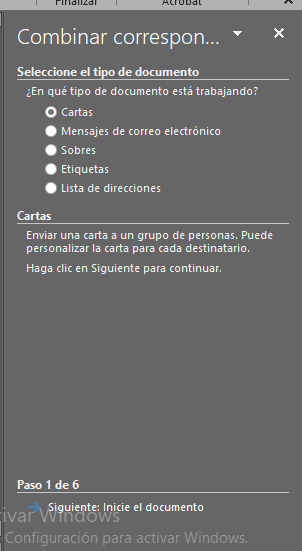 Finalizar Acrobat
Combinar correspon...
Seleccione el tipo de documento
¿En qué tipo de documento está trabajando?
Cartas
Mensajes de correo electrónico
Sobres
Etiquetas
Lista de direcciones
Cartas
Enviar una carta a un grupo de personas. Puede
personalizar la carta para cada destinatario.
Haga clic en Siguiente para continuar.
Paso 1 de 6
Siguiente: Inicie el documento
tivar Windows
Configuración para activar Windows.